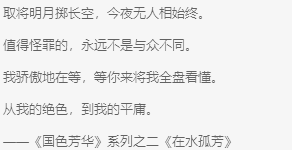 取将明月掷长空，今夜无人相始终。
值得怪罪的，永远不是与众不同。
我骄傲地在等，等你来将我全盘看懂。
从我的绝色，到我的平庸。
——《国色芳华》系列之二《在水孤芳》